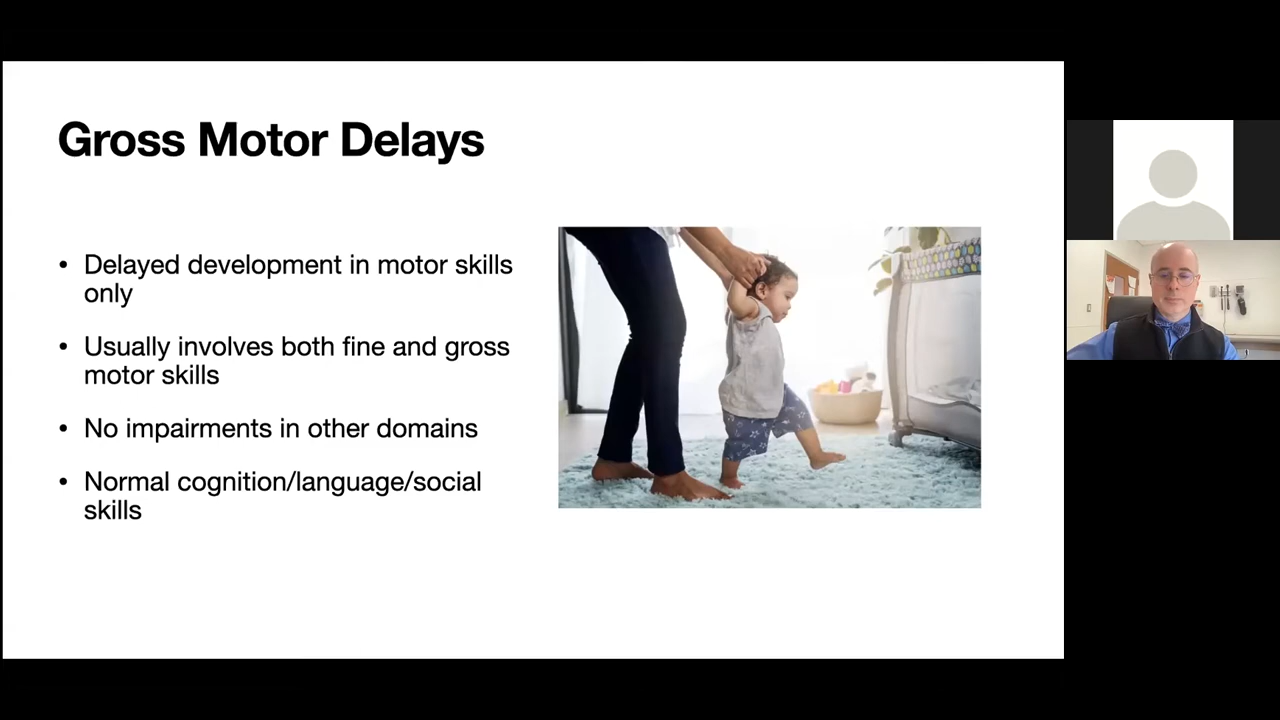 Gross Motor Delays
• Delayed development in motor skills
only
• Usually involves both fine and gross
motor skills
• No impairments in other domains
• Normal cognition/language/social
skills